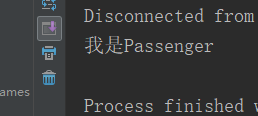 Disconnected from
我是Passenger
ames
Process finished